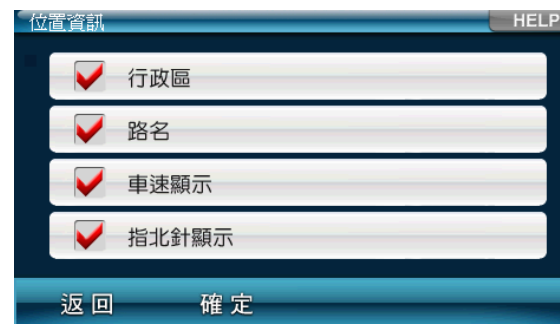 位置資訊 HELP
行政區
路名
車速顯示
指北針顯示
返回 確定